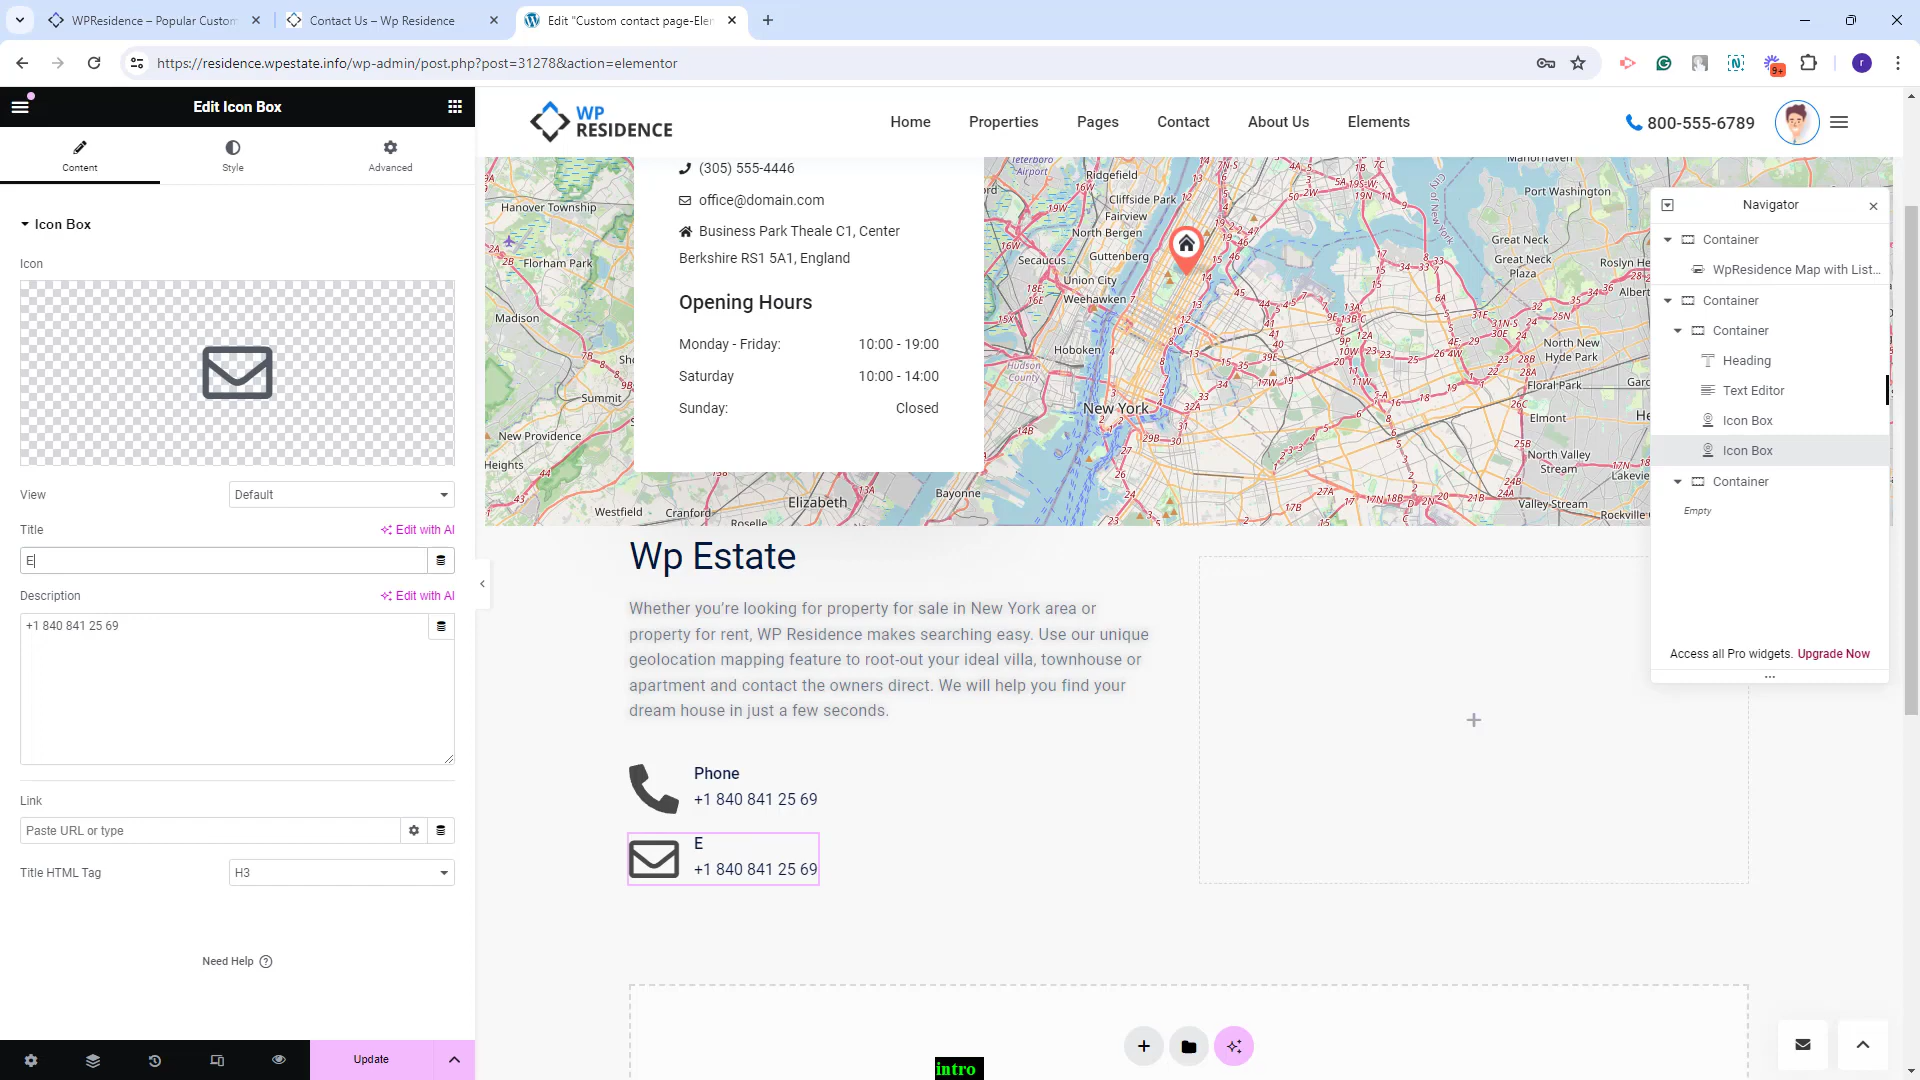 WPResidence – Popular Custom
Contact Us – Wp Residence
Edit "Custom contact page-Elem
https://residence.wpestate.info/wp-admin/post.php?post=31278&action=elementor
9+
r
Edit Icon Box
Content
Style
Advanced
Icon Box
Icon
View
Default
Title
Edit with AI
E
Description
Edit with AI
+1 840 841 25 69
Link
Paste URL or type
Title HTML Tag
H3
Need Help
Update
WP
RESIDENCE
Home
Properties
Pages
Contact
About Us
Elements
800-555-6789
(305) 555-4446
office@domain.com
Business Park Theale C1, Center
Berkshire RS1 5A1, England
Opening Hours
Monday - Friday:
10:00 - 19:00
Saturday
10:00 - 14:00
Sunday:
Closed
Hanover Township
Florham Park
Madison
Summit
New Providence
Heights
Westfield
Cranford
Roselle
Elizabeth
Bayonne
Teterboro Airport
Ridgefield
Cliffside Park
Fairview
North Bergen
Secaucus
Guttenberg
Union City
Weehawken
Hoboken
Hudson County
New York
Port Washington
Great Neck
Great Neck Plaza
New Hyde Park
Floral Park
Garden
Elmont
North Valley Stream
Valley Stream
Lakeview
Albert
Navigator
Container
WpResidence Map with List...
Container
Container
Heading
Text Editor
Icon Box
Icon Box
Container
Empty
Access all Pro widgets. Upgrade Now
Wp Estate
Whether you're looking for property for sale in New York area or
property for rent, WP Residence makes searching easy. Use our unique
geolocation mapping feature to root-out your ideal villa, townhouse or
apartment and contact the owners direct. We will help you find your
dream house in just a few seconds.
Phone
+1 840 841 25 69
E
+1 840 841 25 69
intro